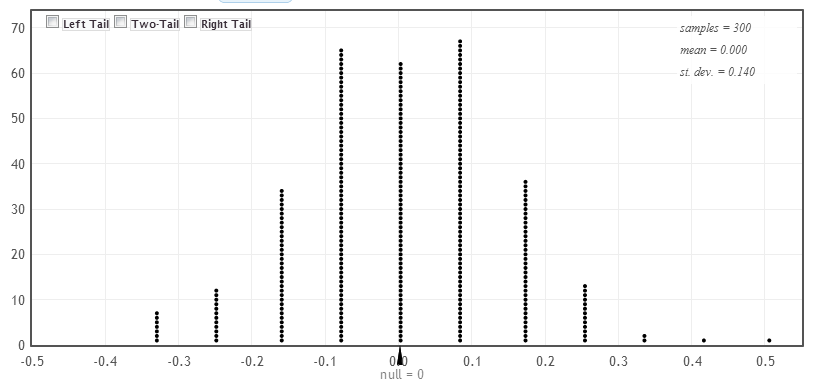 Left Tail Two-Tail Right Tail
samples = 300
mean = 0.000
st. dev. = 0.140
70
60
50
40
30
20
10
0
-0.5 -0.4 -0.3 -0.2 -0.1 0.0 0.1 0.2 0.3 0.4 0.5
null = 0